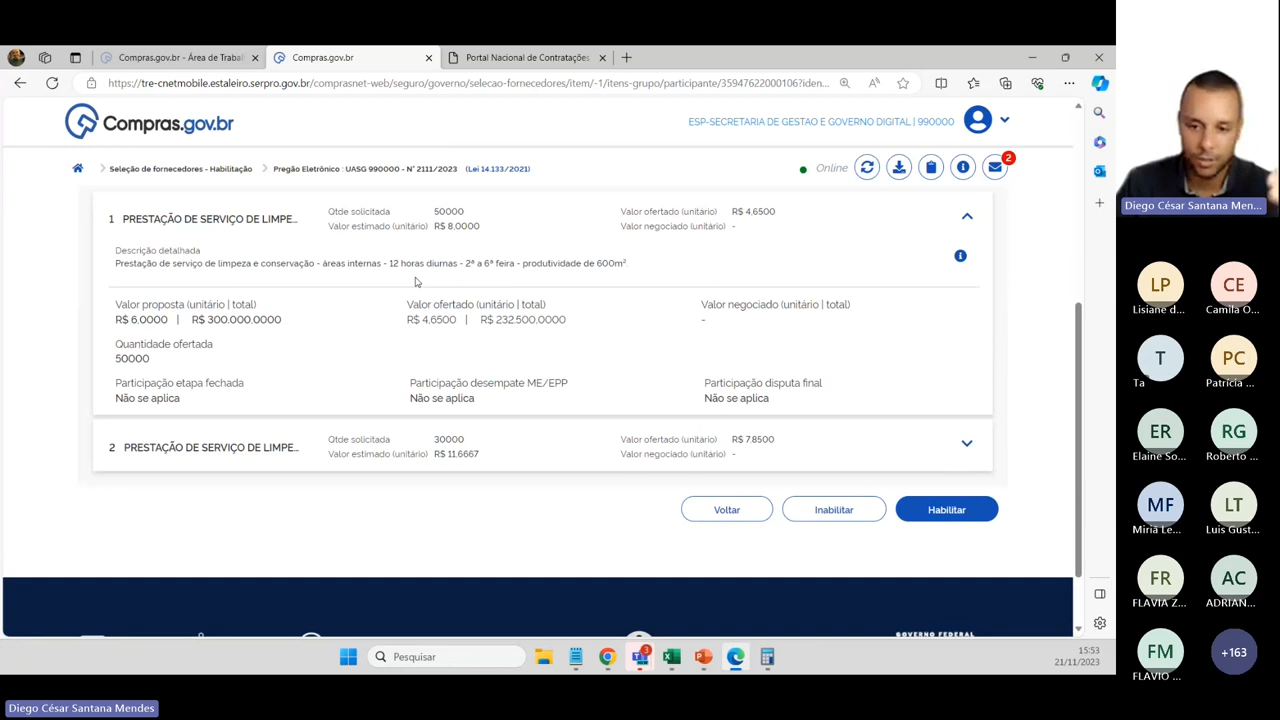 Compras.gov.br - Área de Trabal
Compras.gov.br
Portal Nacional de Contratações
https://tre-cnetmobile.estaleiro.serpro.gov.br/comprasnet-web/seguro/governo/selecao-fornecedores/item/-1/itens-grupo/participante/35947622000106?iden...
Compras.gov.br
ESP-SECRETARIA DE GESTAO E GOVERNO DIGITAL | 990000
Seleção de fornecedores - Habilitação
Pregão Eletrônico : UASG 990000 - N° 2111/2023 (Lei 14.133/2021)
Online
2
1 PRESTAÇÃO DE SERVIÇO DE LIMPE...
Qtde solicitada 50000
Valor ofertado (unitário) R$ 4,6500
Valor estimado (unitário) R$ 8,0000
Valor negociado (unitário) -
Descrição detalhada
Prestação de serviço de limpeza e conservação - áreas internas - 12 horas diurnas - 2ª a 6ª feira - produtividade de 600m²
Valor proposta (unitário | total)
R$ 6,0000 | R$ 300.000,0000
Valor ofertado (unitário | total)
R$ 4,6500 | R$ 232.500,0000
Valor negociado (unitário | total)
-
Quantidade ofertada
50000
Participação etapa fechada
Não se aplica
Participação desempate ME/EPP
Não se aplica
Participação disputa final
Não se aplica
2 PRESTAÇÃO DE SERVIÇO DE LIMPE...
Qtde solicitada 30000
Valor ofertado (unitário) R$ 7,8500
Valor estimado (unitário) R$ 11,6667
Valor negociado (unitário) -
Voltar
Inabilitar
Habilitar
Pesquisar
3
15:53
21/11/2023
Diego César Santana Men...
LP
Lisiane d...
CE
Camila O...
T
Ta
PC
Patrícia ...
ER
Elaine So...
RG
Roberto ...
MF
Miriã Le...
LT
Luis Gust...
FR
FLAVIA Z...
AC
ADRIAN...
FM
FLAVIO ...
+163
Diego César Santana Mendes